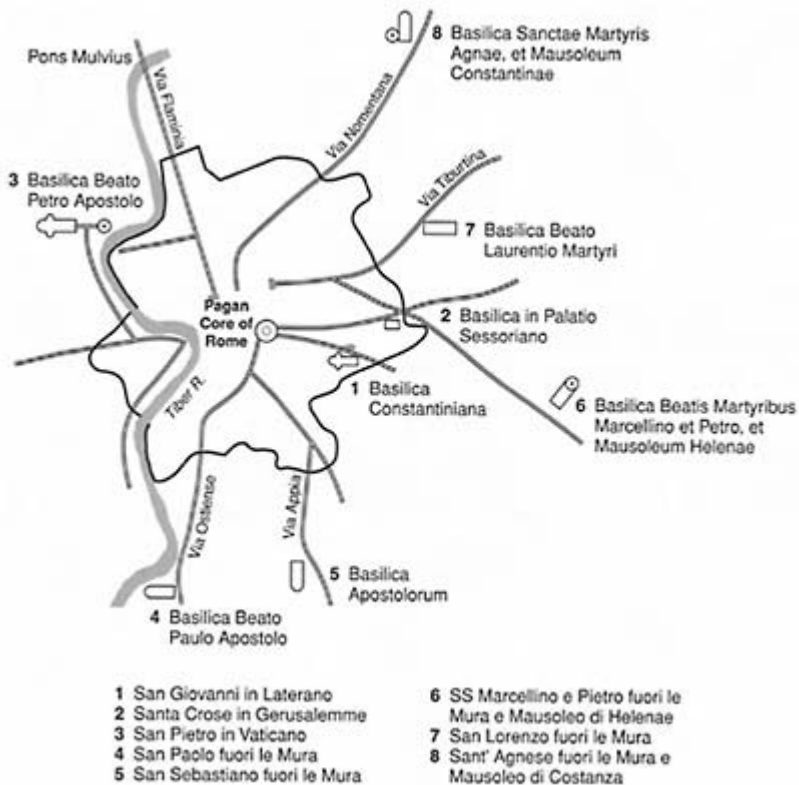 8 Basilica Sanctae Martyris
Agnae, et Mausoleum
Constantinae
Pons Mulvius
Via Flaminia
Via Nomentana
Via Tiburtina
3 Basilica Beato
Petro Apostolo
7 Basilica Beato
Laurentio Martyri
Pagan
Core of
Rome
2 Basilica in Palatio
Sessoriano
Tiber R.
1 Basilica
Constantiniana
6 Basilica Beatis Martyribus
Marcellino et Petro, et
Mausoleum Helenae
Via Ostiense
Via Appia
5 Basilica
Apostolorum
4 Basilica Beato
Paulo Apostolo
1 San Giovanni in Laterano
2 Santa Crose in Gerusalemme
3 San Pietro in Vaticano
4 San Paolo fuori le Mura
5 San Sebastiano fuori le Mura
6 SS Marcellino e Pietro fuori le
Mura e Mausoleo di Helenae
7 San Lorenzo fuori le Mura
8 Sant' Agnese fuori le Mura e
Mausoleo di Costanza